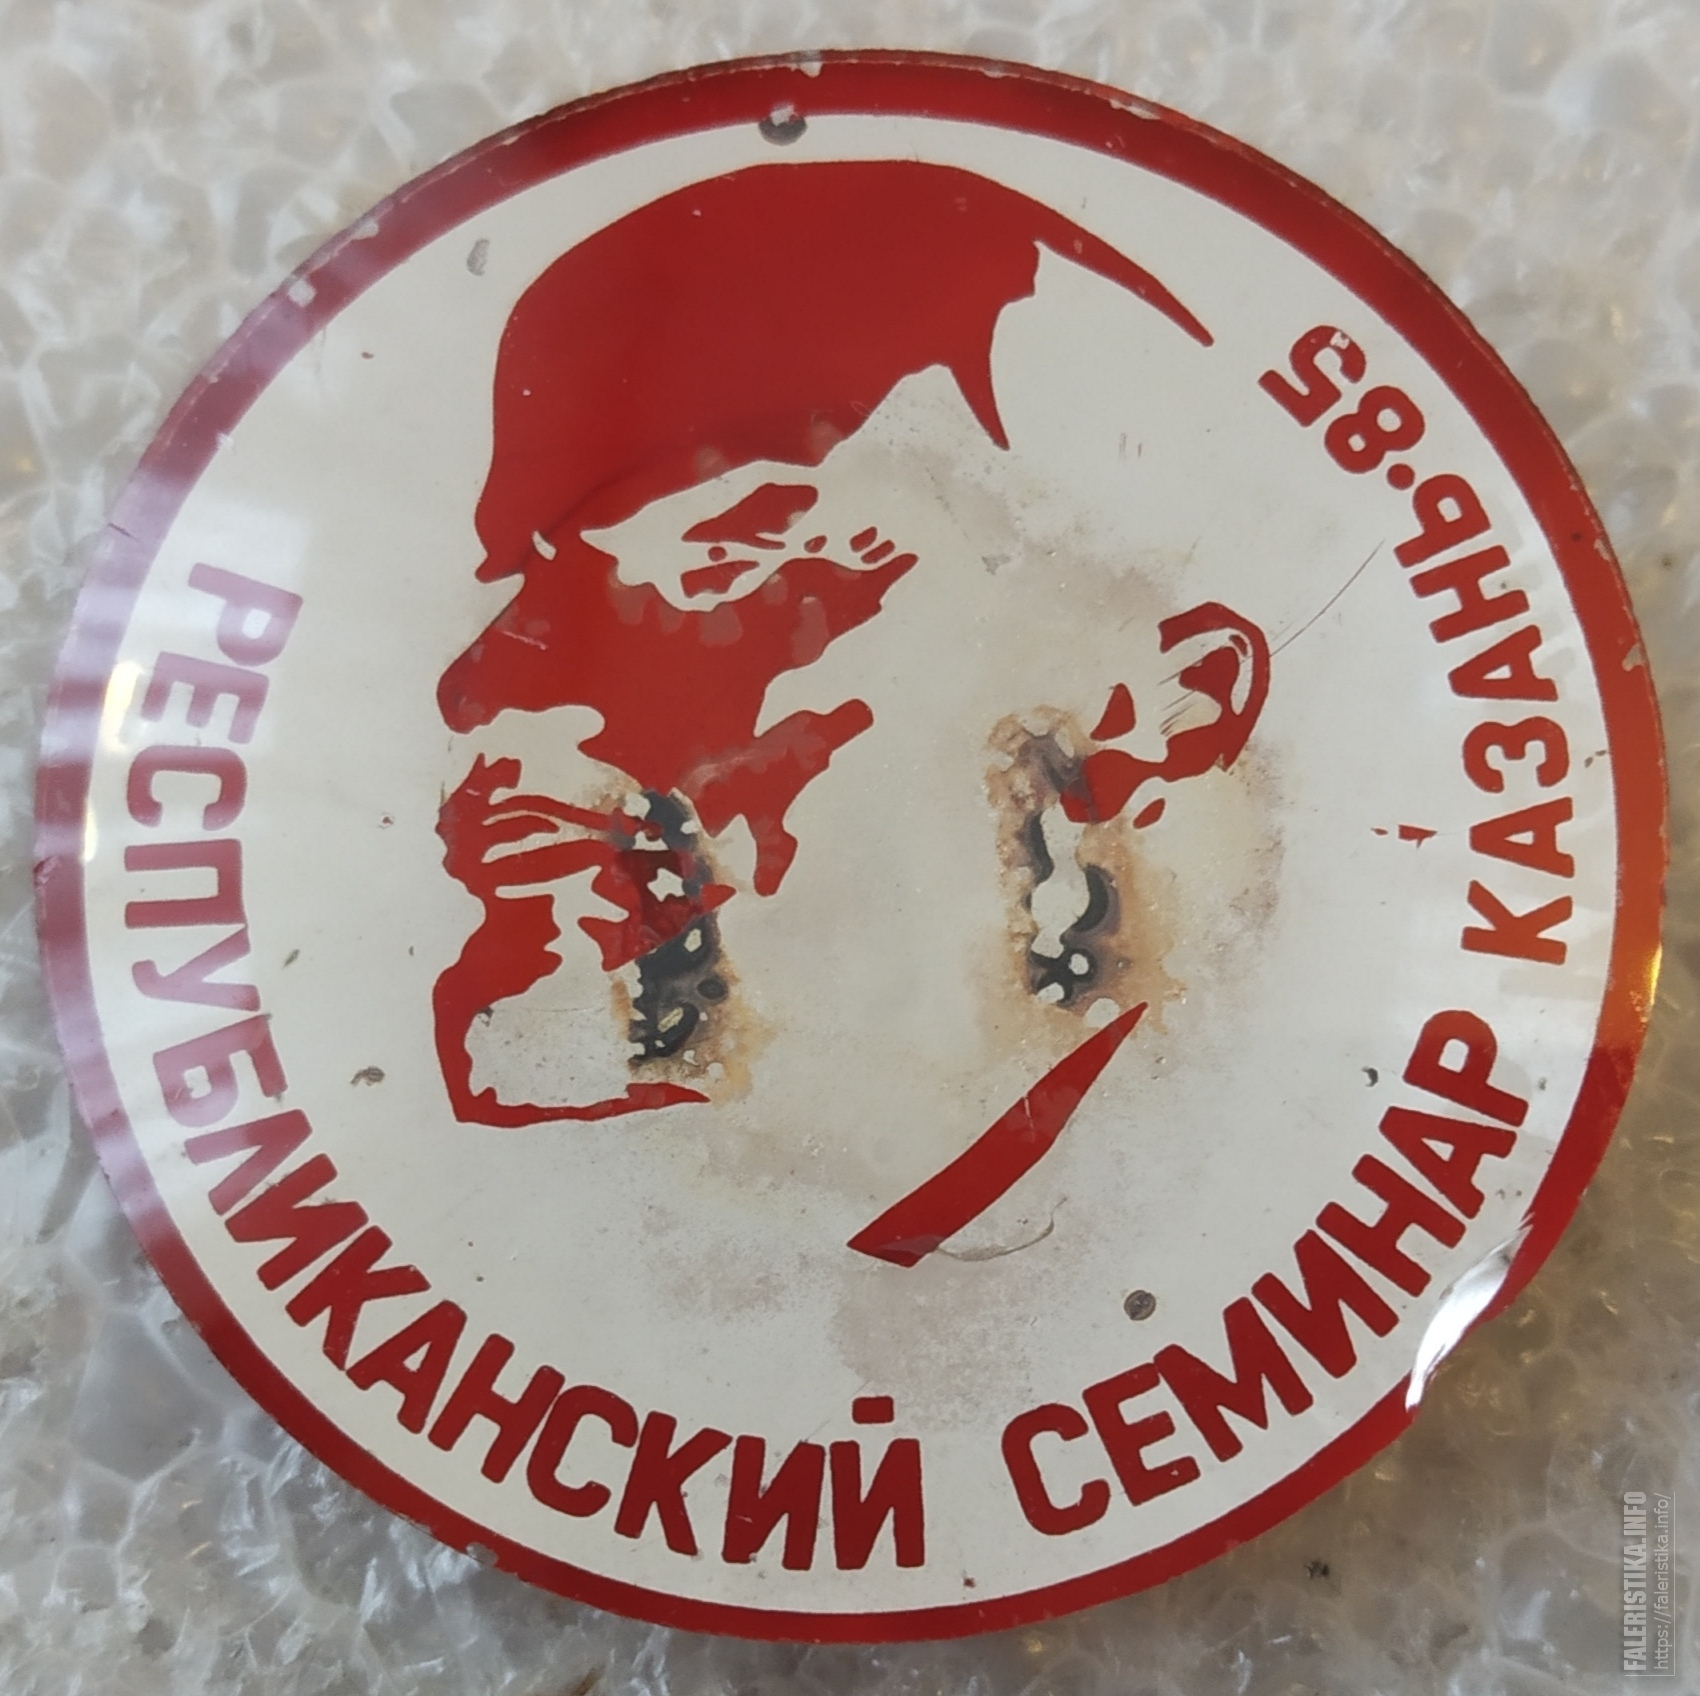 РЕСПУБЛИКАНСКИЙ СЕМИНАР КАЗАНЬ·85
FALERISTIKA.INFO
https://faleristika.info/